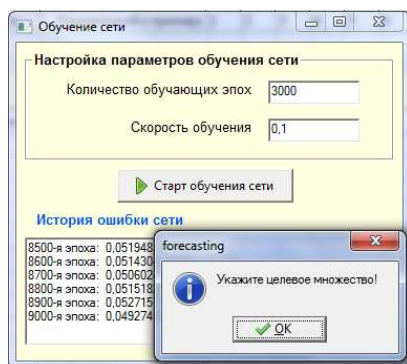 Обучение сети
Настройка параметров обучения сети
Количество обучающих эпох 3000
Скорость обучения 0,1
Старт обучения сети
История ошибки сети
8500-я эпоха: 0,051948
8600-я эпоха: 0,051430
8700-я эпоха: 0,050602
8800-я эпоха: 0,051518
8900-я эпоха: 0,052715
9000-я эпоха: 0,049274
forecasting
Укажите целевое множество!
OK